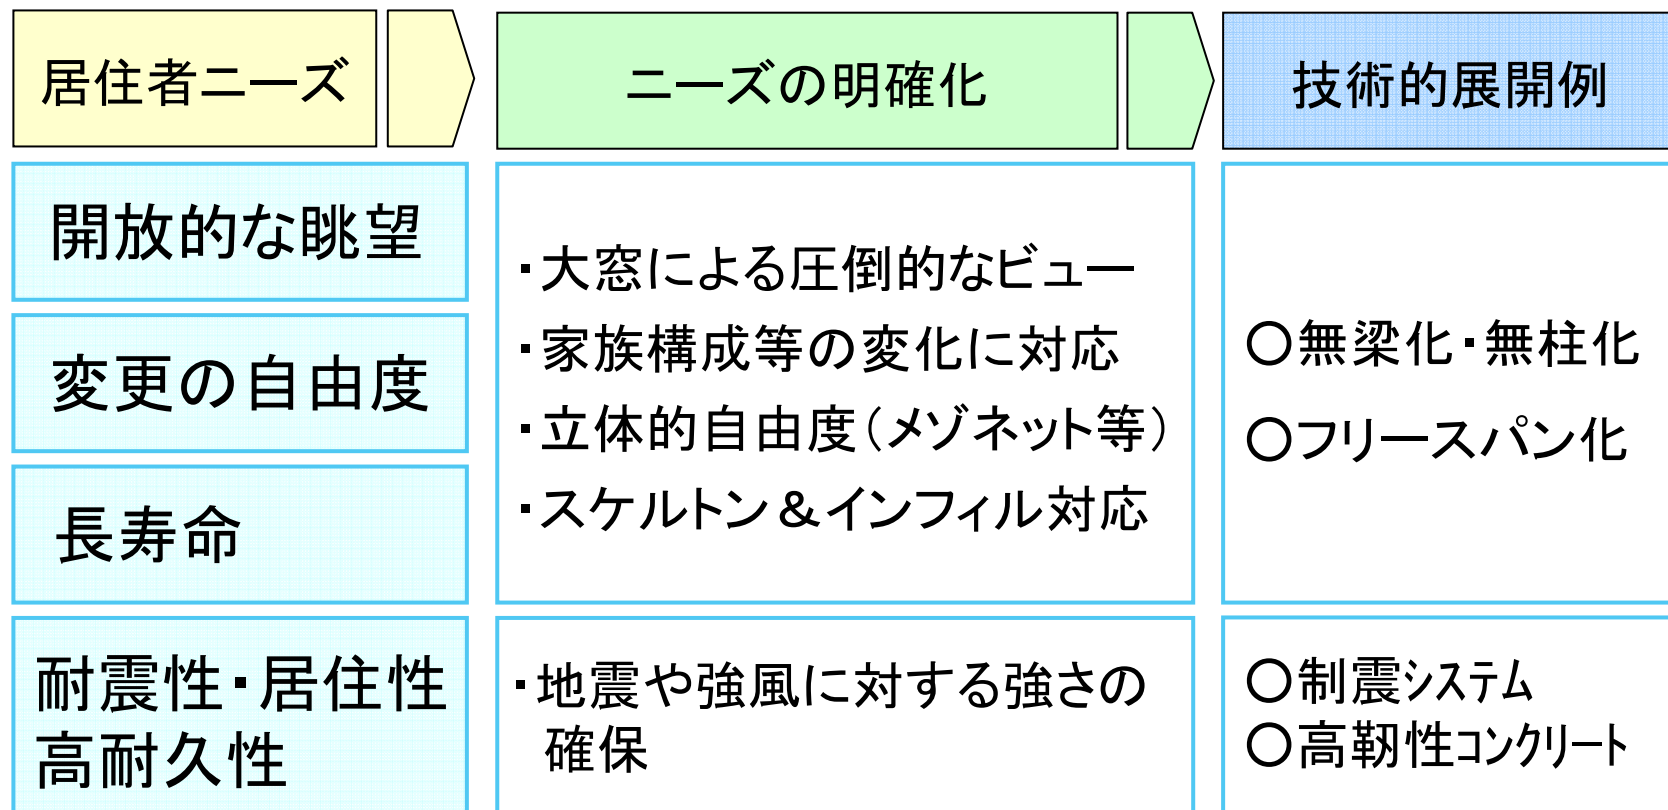 居住者ニーズ
ニーズの明確化
技術的展開例
開放的な眺望
変更の自由度
長寿命
・大窓による圧倒的なビュー
・家族構成等の変化に対応
・立体的自由度(メゾネット等)
・スケルトン&インフィル対応
○無梁化・無柱化
○フリースパン化
耐震性・居住性
高耐久性
・地震や強風に対する強さの
確保
○制震システム
○高靭性コンクリート